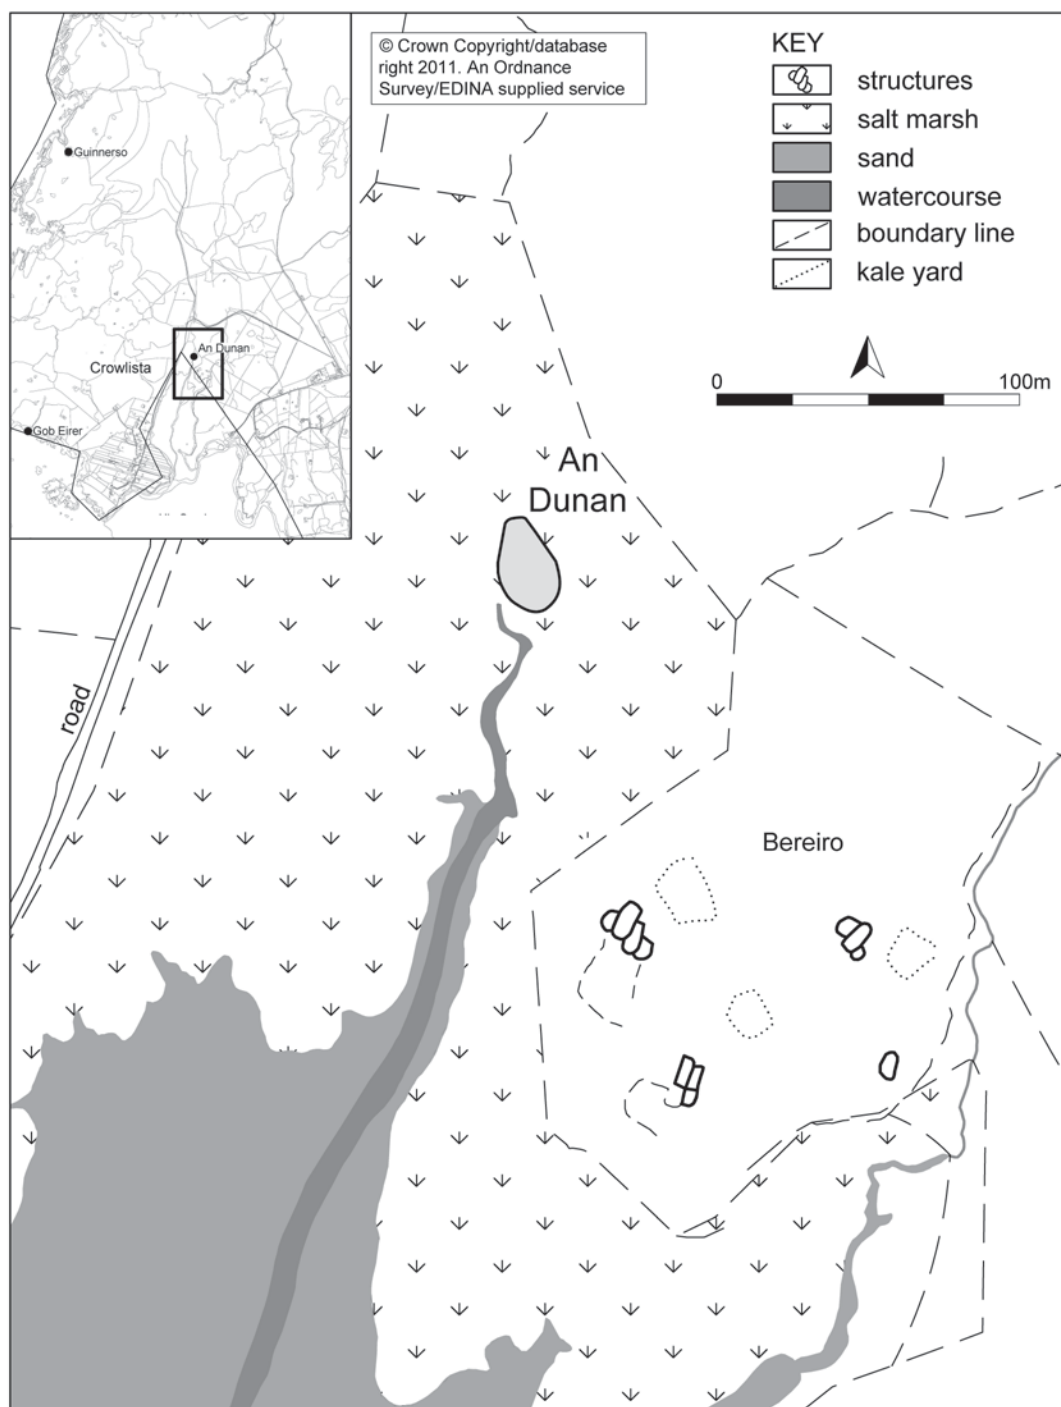 © Crown Copyright/database
right 2011. An Ordnance
Survey/EDINA supplied service
KEY
structures
salt marsh
sand
watercourse
boundary line
kale yard
0 100m
Guinnerso
An Dunan
Crowlista
Gob Eirer
An
Dunan
road
Bereiro